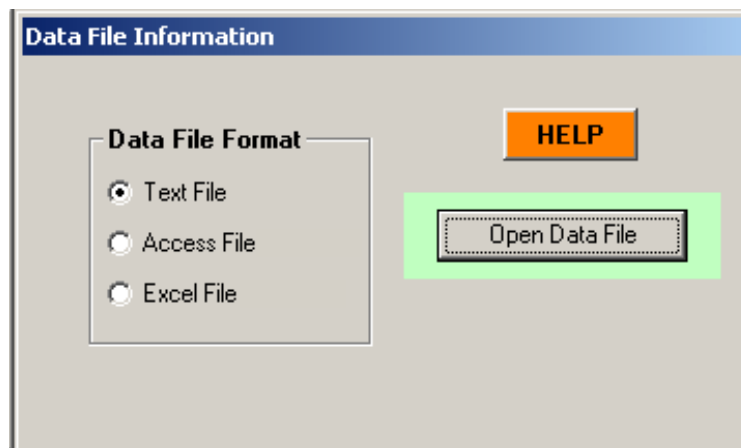 Data File Information
Data File Format
Text File
Access File
Excel File
HELP
Open Data File